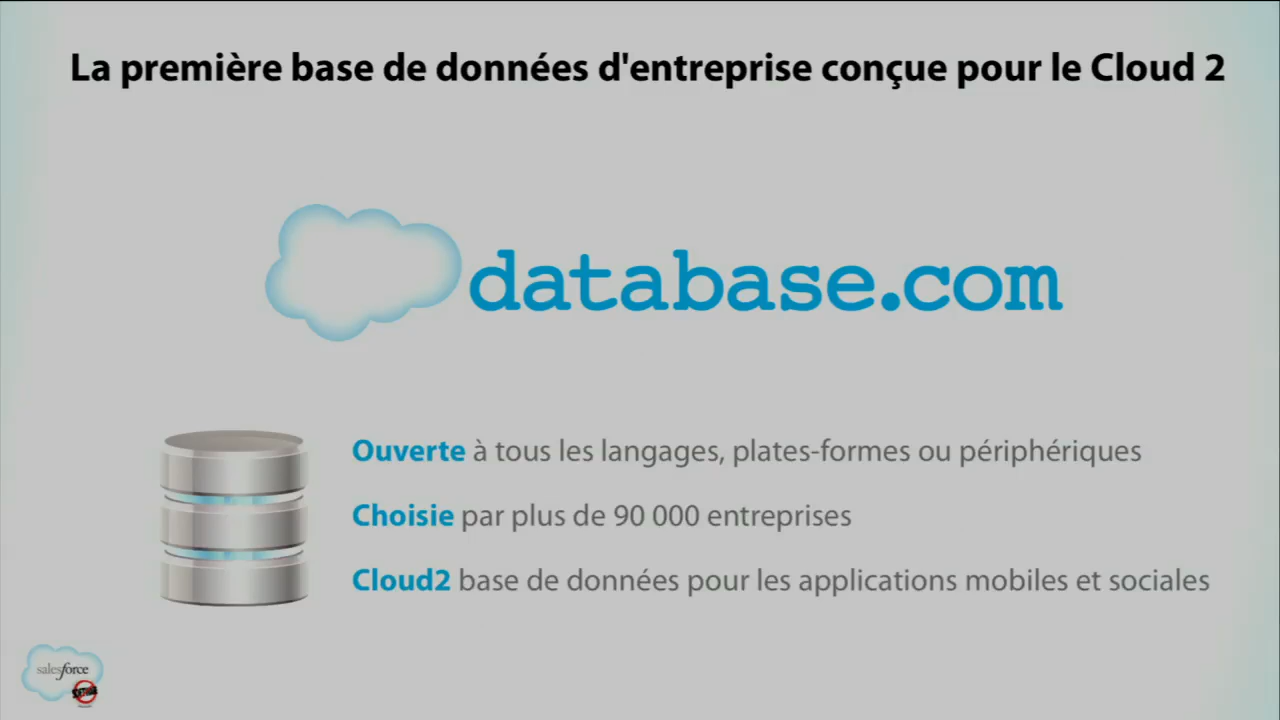 La première base de données d'entreprise conçue pour le Cloud 2
database.com
Ouverte à tous les langages, plates-formes ou périphériques
Choisie par plus de 90 000 entreprises
Cloud2 base de données pour les applications mobiles et sociales
salesforce